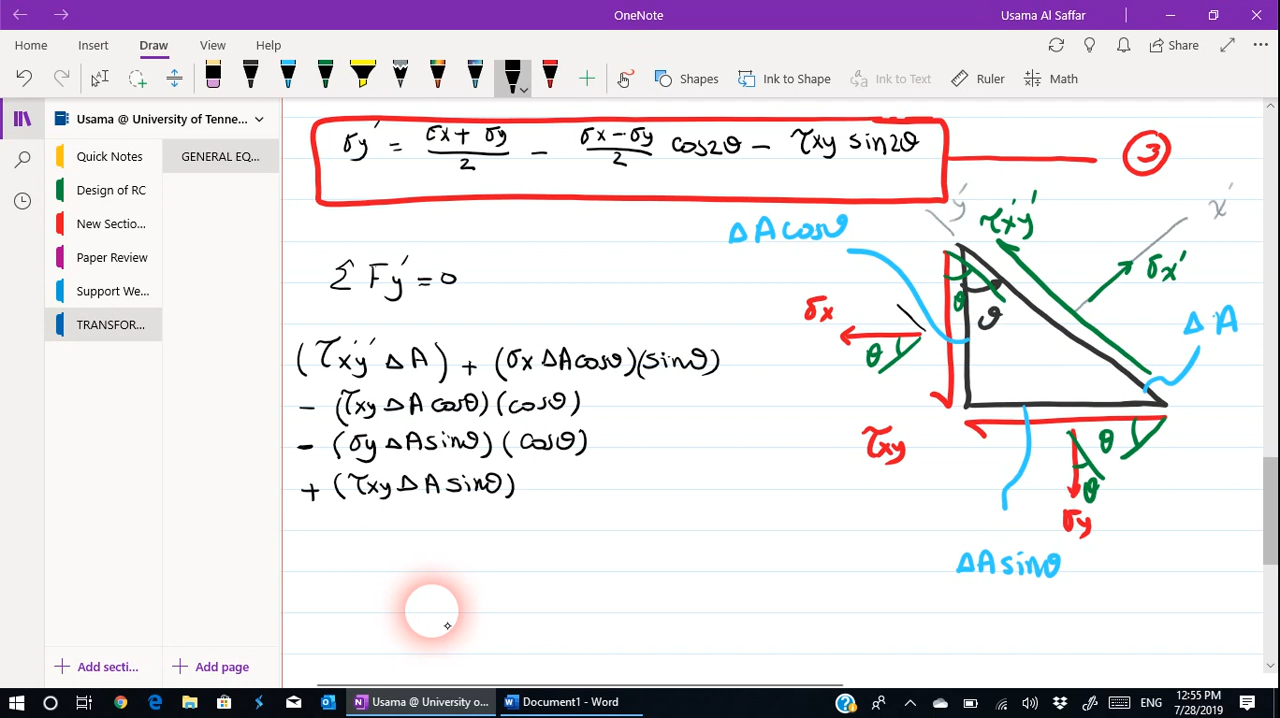 OneNote
Usama Al Saffar
Home Insert Draw View Help
Share
Shapes
Ink to Shape
Ink to Text
Ruler
Math
Usama @ University of Tenne...
Quick Notes
Design of RC
New Sectio...
Paper Review
Support We...
TRANSFOR...
GENERAL EQ...
σy' = σx + σy / 2 − σx − σy / 2 cos2θ − τxy sin2θ
3
ΔA cosθ
y'
τx'y'
x'
σx'
Σ Fy' = 0
θ
θ
σx
θ
ΔA
(τx'y' ΔA) + (σx ΔA cosθ)(sinθ)
− (τxy ΔA cosθ)(cosθ)
− (σy ΔA sinθ)(cosθ)
+ (τxy ΔA sinθ)
τxy
θ
θ
σy
ΔA sinθ
Add secti...
Add page
Usama @ University o...
Document1 - Word
ENG
12:55 PM
7/28/2019